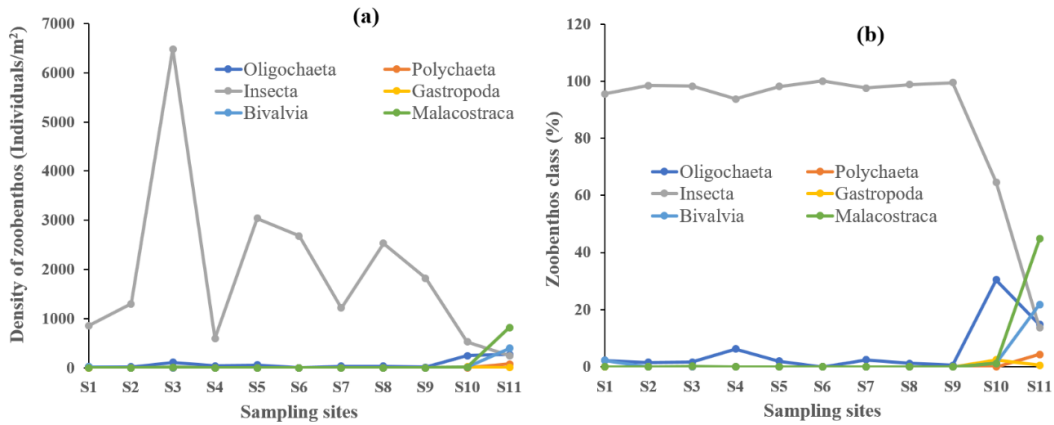 (a)
7000
6000
5000
4000
3000
2000
1000
0
Density of zoobenthos (Individuals/m²)
Oligochaeta Polychaeta
Insecta Gastropoda
Bivalvia Malacostraca
S1 S2 S3 S4 S5 S6 S7 S8 S9 S10 S11
Sampling sites
(b)
120
100
80
60
40
20
0
Zoobenthos class (%)
Oligochaeta Polychaeta
Insecta Gastropoda
Bivalvia Malacostraca
S1 S2 S3 S4 S5 S6 S7 S8 S9 S10 S11
Sampling sites